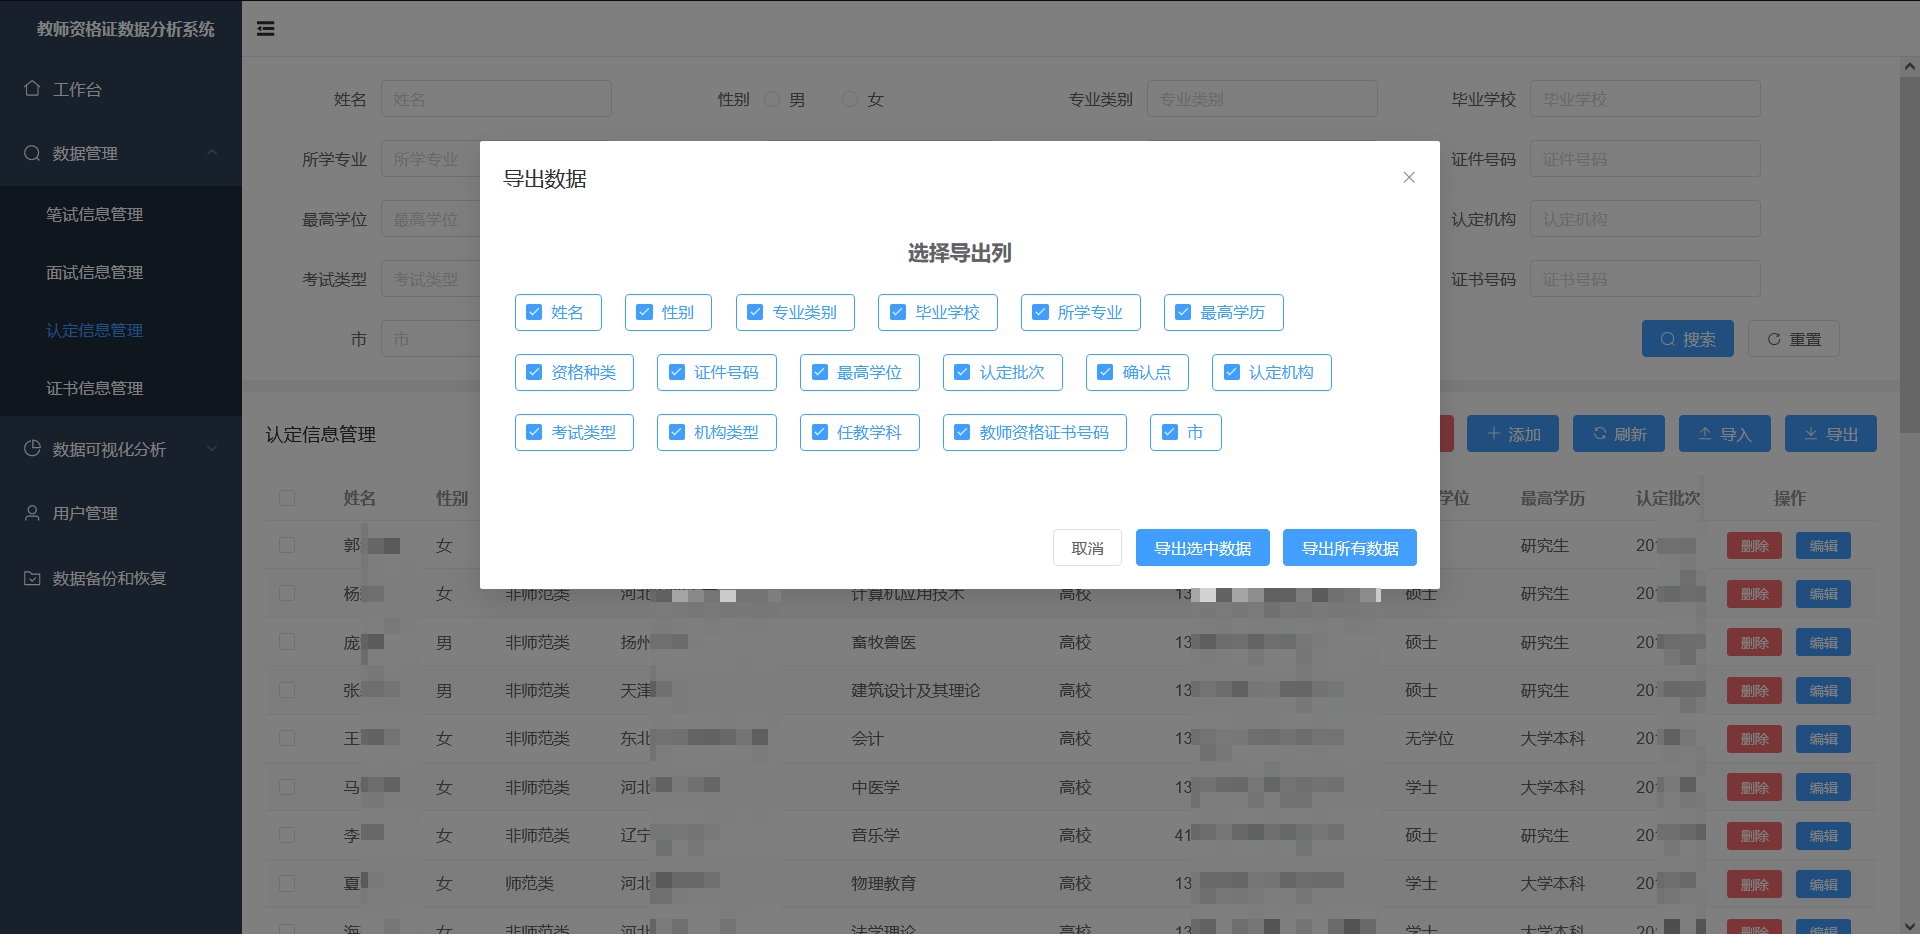 教师资格证数据分析系统
工作台
数据管理
笔试信息管理
面试信息管理
认定信息管理
证书信息管理
数据可视化分析
用户管理
数据备份和恢复
姓名 姓名 性别 男 女 专业类别 专业类别 毕业学校 毕业学校
所学专业 所学专业 证件号码 证件号码
最高学位 最高学位 认定机构 认定机构
考试类型 考试类型 证书号码 证书号码
市 市 搜索 重置
导出数据
选择导出列
姓名 性别 专业类别 毕业学校 所学专业 最高学历
资格种类 证件号码 最高学位 认定批次 确认点 认定机构
考试类型 机构类型 任教学科 教师资格证书号码 市
取消 导出选中数据 导出所有数据
认定信息管理 添加 刷新 导入 导出
姓名 性别 学位 最高学历 认定批次 操作
郭 女 研究生 20 删除 编辑
杨 女 非师范类 河北 计算机应用技术 高校 13 硕士 研究生 20 删除 编辑
庞 男 非师范类 扬州 畜牧兽医 高校 13 硕士 研究生 20 删除 编辑
张 男 非师范类 天津 建筑设计及其理论 高校 13 硕士 研究生 20 删除 编辑
王 女 非师范类 东北 会计 高校 13 无学位 大学本科 20 删除 编辑
马 女 非师范类 河北 中医学 高校 13 学士 大学本科 20 删除 编辑
李 女 非师范类 辽宁 音乐学 高校 41 硕士 研究生 20 删除 编辑
夏 女 师范类 河北 物理教育 高校 13 学士 大学本科 20 删除 编辑
海 女 非师范类 河北 法学理论 高校 13 学士 大学本科 20 删除 编辑